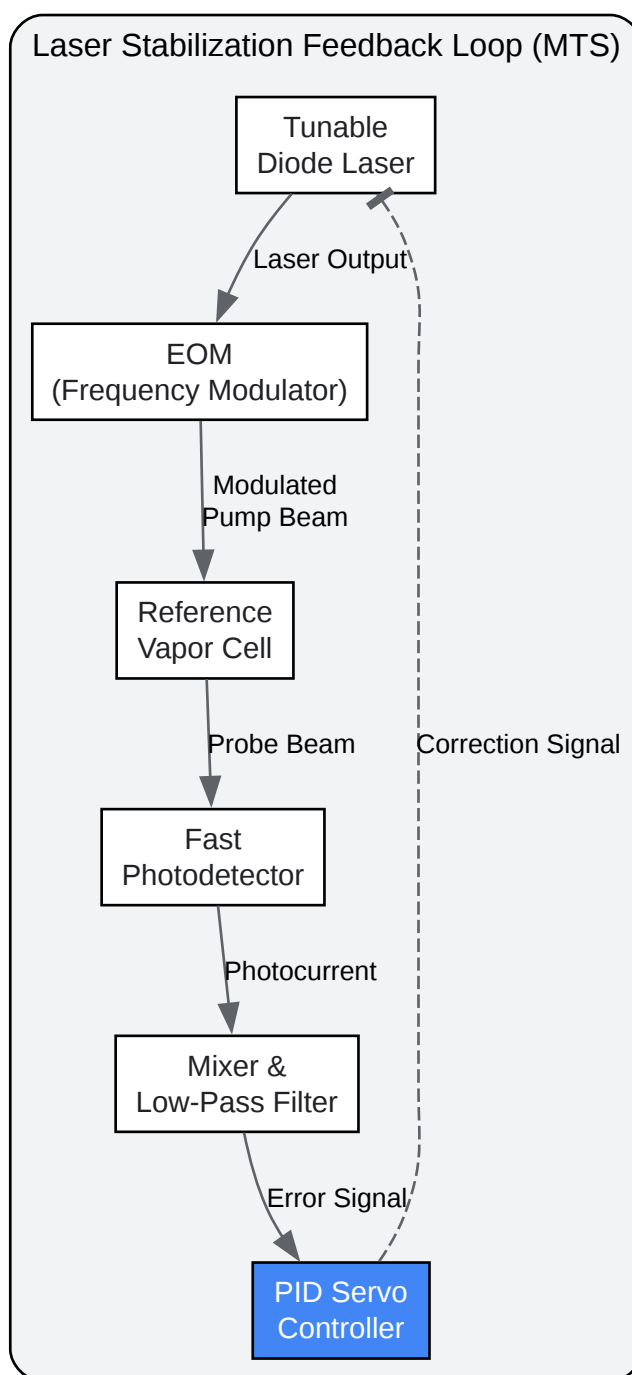 Laser Stabilization Feedback Loop (MTS)
Tunable
Diode Laser
Laser Output
EOM
(Frequency Modulator)
Modulated
Pump Beam
Reference
Vapor Cell
Probe Beam
Correction Signal
Fast
Photodetector
Photocurrent
Mixer &
Low-Pass Filter
Error Signal
PID Servo
Controller